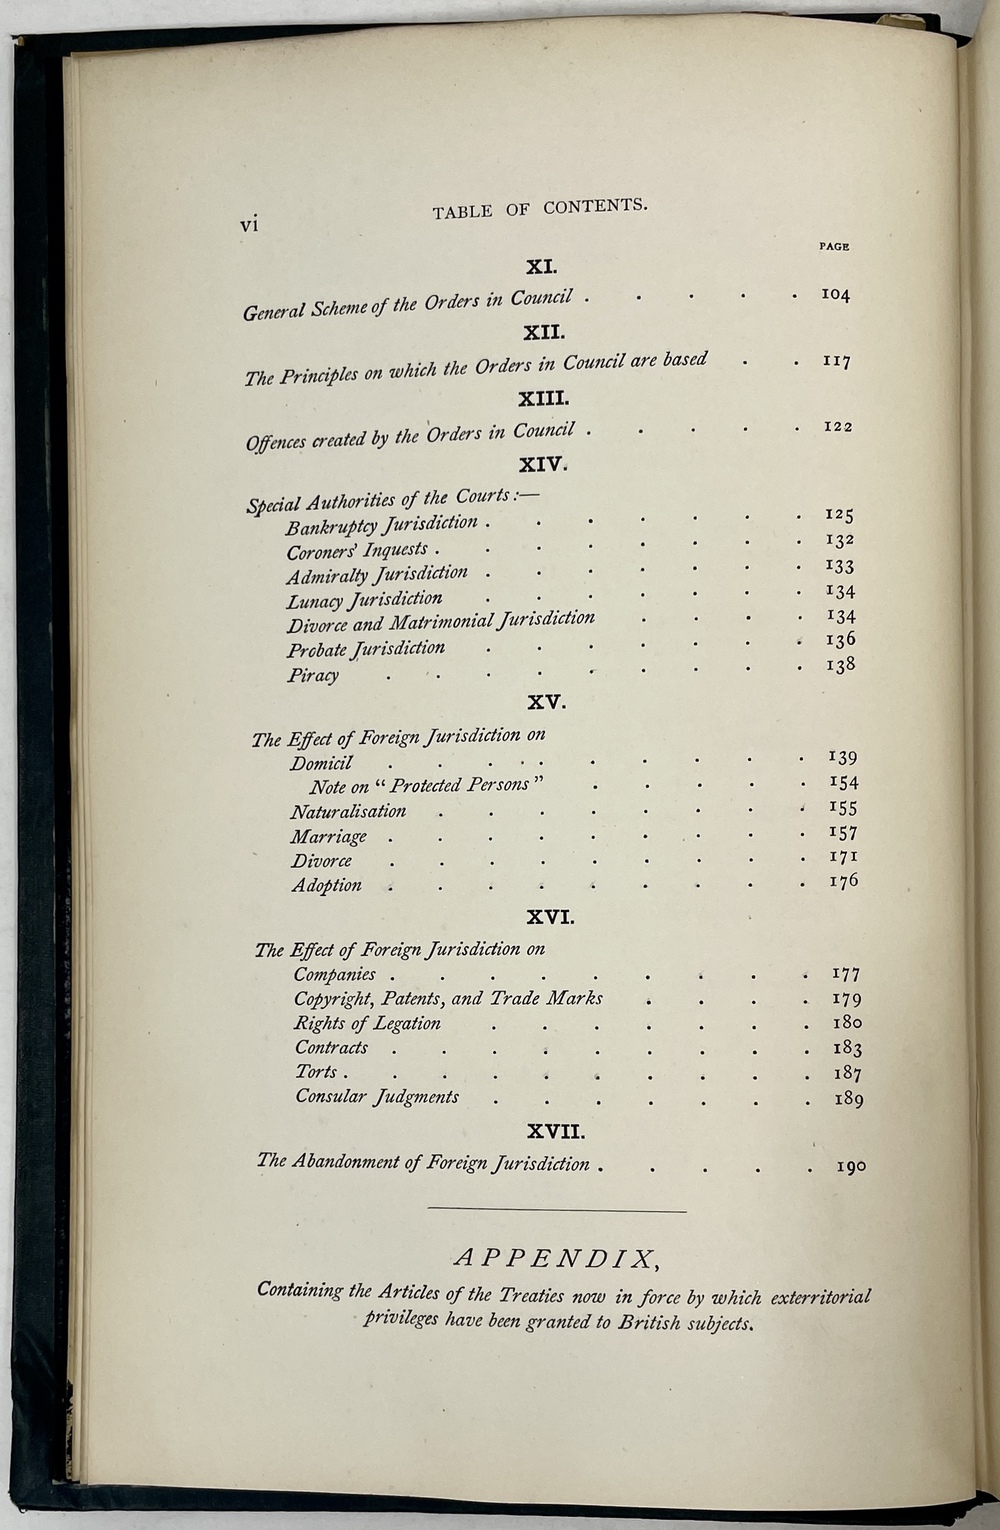 vi
TABLE OF CONTENTS.
PAGE
XI.
General Scheme of the Orders in Council . . . . . 104
XII.
The Principles on which the Orders in Council are based . . 117
XIII.
Offences created by the Orders in Council . . . . . 122
XIV.
Special Authorities of the Courts:—
Bankruptcy Jurisdiction . . . . . . . 125
Coroners' Inquests . . . . . . . . 132
Admiralty Jurisdiction . . . . . . . 133
Lunacy Jurisdiction . . . . . . . 134
Divorce and Matrimonial Jurisdiction . . . . 134
Probate Jurisdiction . . . . . . . 136
Piracy . . . . . . . . . 138
XV.
The Effect of Foreign Jurisdiction on
Domicil . . . . . . . . . 139
Note on “Protected Persons” . . . . . 154
Naturalisation . . . . . . . . 155
Marriage . . . . . . . . . 157
Divorce . . . . . . . . . 171
Adoption . . . . . . . . . 176
XVI.
The Effect of Foreign Jurisdiction on
Companies . . . . . . . . . 177
Copyright, Patents, and Trade Marks . . . . 179
Rights of Legation . . . . . . . 180
Contracts . . . . . . . . . 183
Torts . . . . . . . . . . 187
Consular Judgments . . . . . . . 189
XVII.
The Abandonment of Foreign Jurisdiction . . . . . 190
APPENDIX,
Containing the Articles of the Treaties now in force by which exterritorial
privileges have been granted to British subjects.